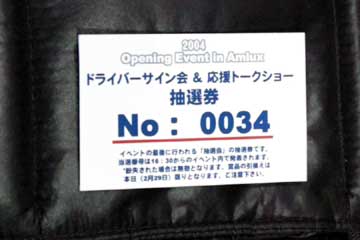 2004
Opening Event in Amlux
ドライバーサイン会 & 応援トークショー
抽選券
No： 0034
イベントの最後に行われる「抽選会」の抽選券です。
当選番号は16：30からのイベント内で発表されます。
*紛失された場合は無効となります。賞品の引換えは
本日（2月29日）限りとなります。ご注意下さい。